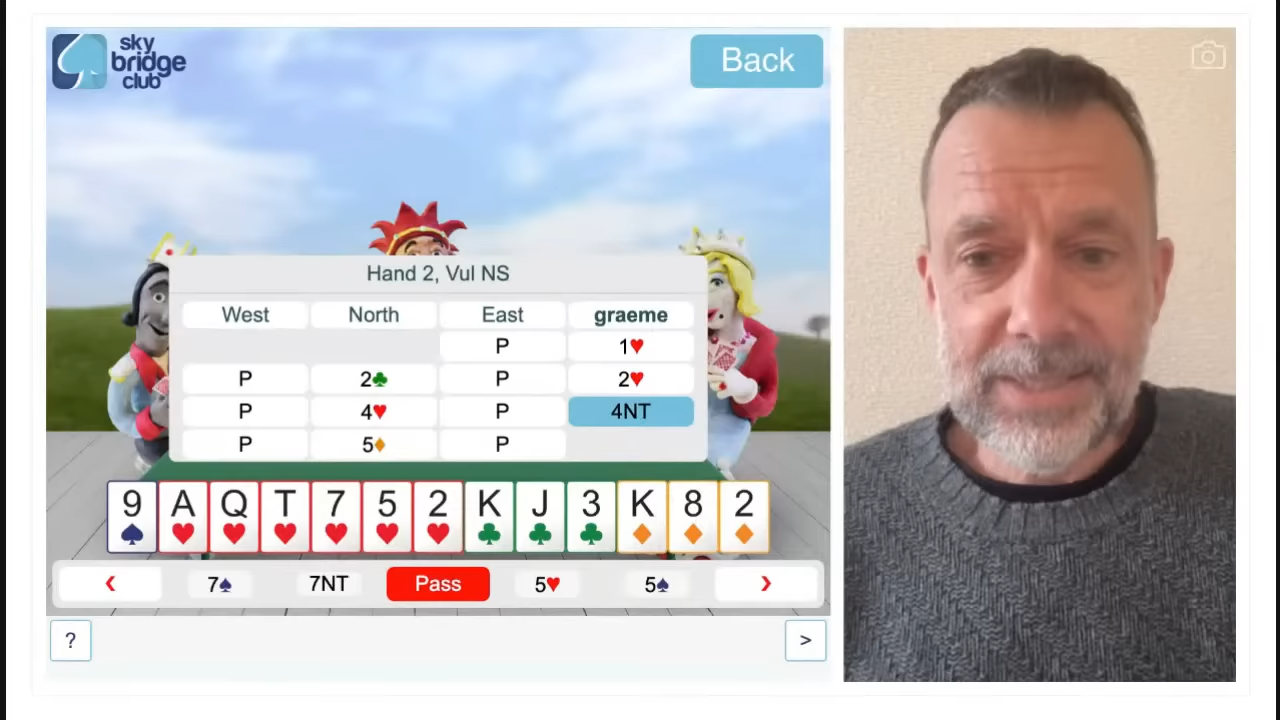 sky
bridge
club
Back
Hand 2, Vul NS
West North East graeme
P 1♥
P 2♣ P 2♥
P 4♥ P 4NT
P 5♦ P
9♠ A♥ Q♥ T♥ 7♥ 5♥ 2♥ K♣ J♣ 3♣ K♦ 8♦ 2♦
‹ 7♠ 7NT Pass 5♥ 5♠ ›
? >